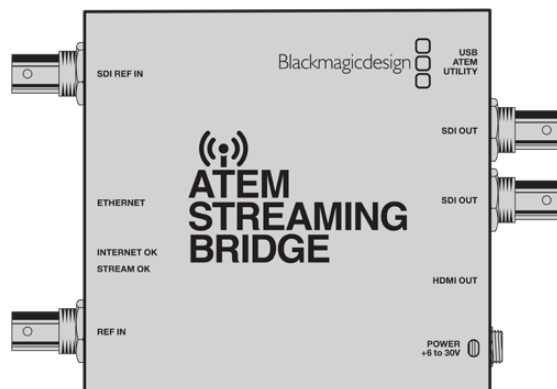 Blackmagicdesign
USB
ATEM
UTILITY
SDI REF IN
SDI OUT
ETHERNET
SDI OUT
ATEM
STREAMING
BRIDGE
INTERNET OK
STREAM OK
HDMI OUT
REF IN
POWER
+6 to 30V